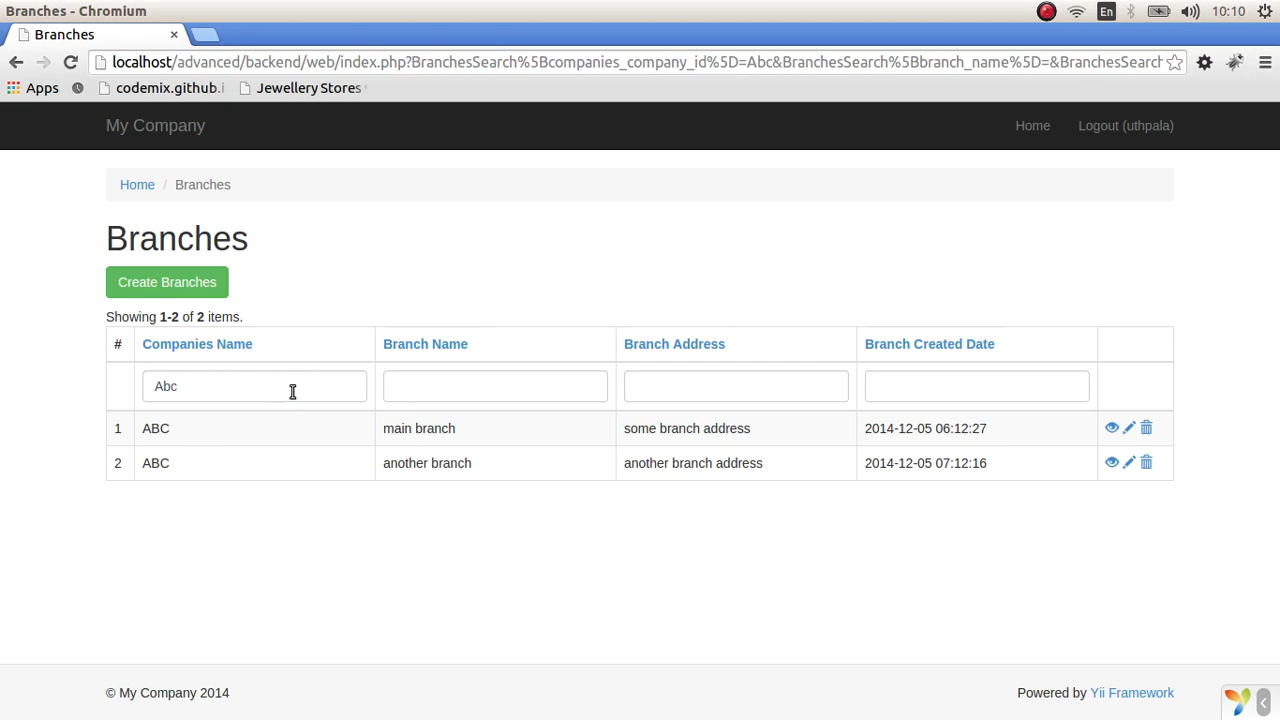 Branches - Chromium
En
10:10
Branches
localhost/advanced/backend/web/index.php?BranchesSearch%5Bcompanies_company_id%5D=Abc&BranchesSearch%5Bbranch_name%5D=&BranchesSearch
Apps codemix.github.i Jewellery Stores
My Company Home Logout (uthpala)
Home / Branches
Branches
Create Branches
Showing 1-2 of 2 items.
# Companies Name Branch Name Branch Address Branch Created Date
Abc
1 ABC main branch some branch address 2014-12-05 06:12:27
2 ABC another branch another branch address 2014-12-05 07:12:16
© My Company 2014 Powered by Yii Framework